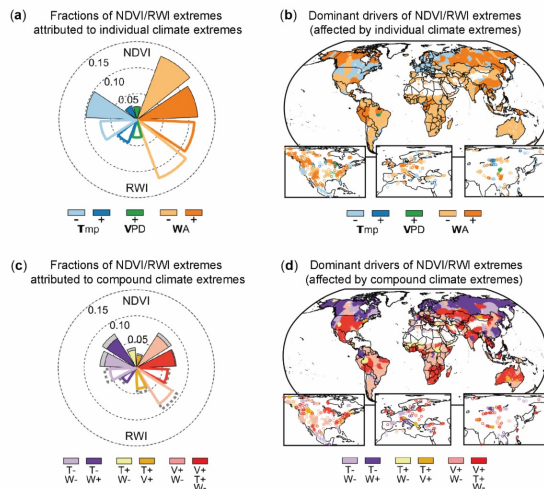 (a) Fractions of NDVI/RWI extremes
attributed to individual climate extremes
NDVI
0.15
0.10
0.05
RWI
- + + - +
Tmp VPD WA
(b) Dominant drivers of NDVI/RWI extremes
(affected by individual climate extremes)
- + + - +
Tmp VPD WA
(c) Fractions of NDVI/RWI extremes
attributed to compound climate extremes
NDVI
0.15
0.10
0.05
RWI
T- T- T+ T+ V+ V+
W- W+ W- V+ W- T+
W-
(d) Dominant drivers of NDVI/RWI extremes
(affected by compound climate extremes)
T- T- T+ T+ V+ V+
W- W+ W- V+ W- T+
W-